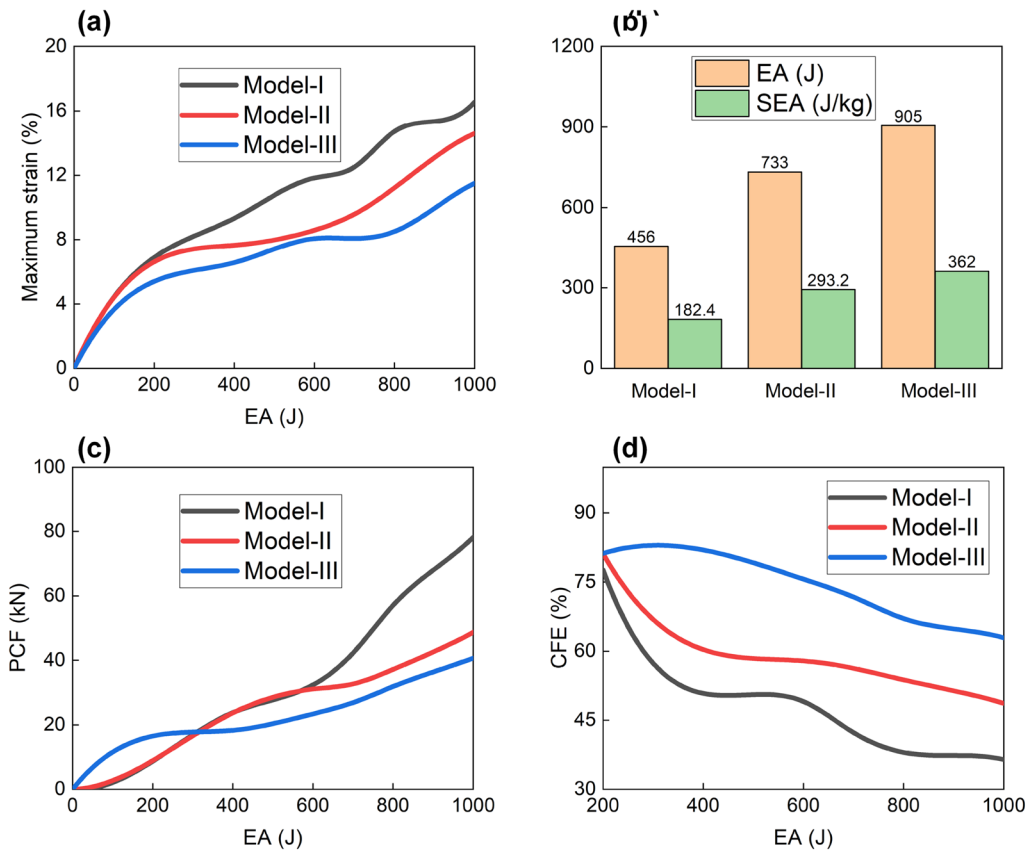 (a)
20
16
12
8
4
0
Maximum strain (%)
Model-I
Model-II
Model-III
0 200 400 600 800 1000
EA (J)
1200
900
600
300
0
EA (J)
SEA (J/kg)
456
182.4
733
293.2
905
362
Model-I Model-II Model-III
(c)
100
80
60
40
20
0
PCF (kN)
Model-I
Model-II
Model-III
0 200 400 600 800 1000
EA (J)
(d)
90
75
60
45
30
CFE (%)
Model-I
Model-II
Model-III
200 400 600 800 1000
EA (J)